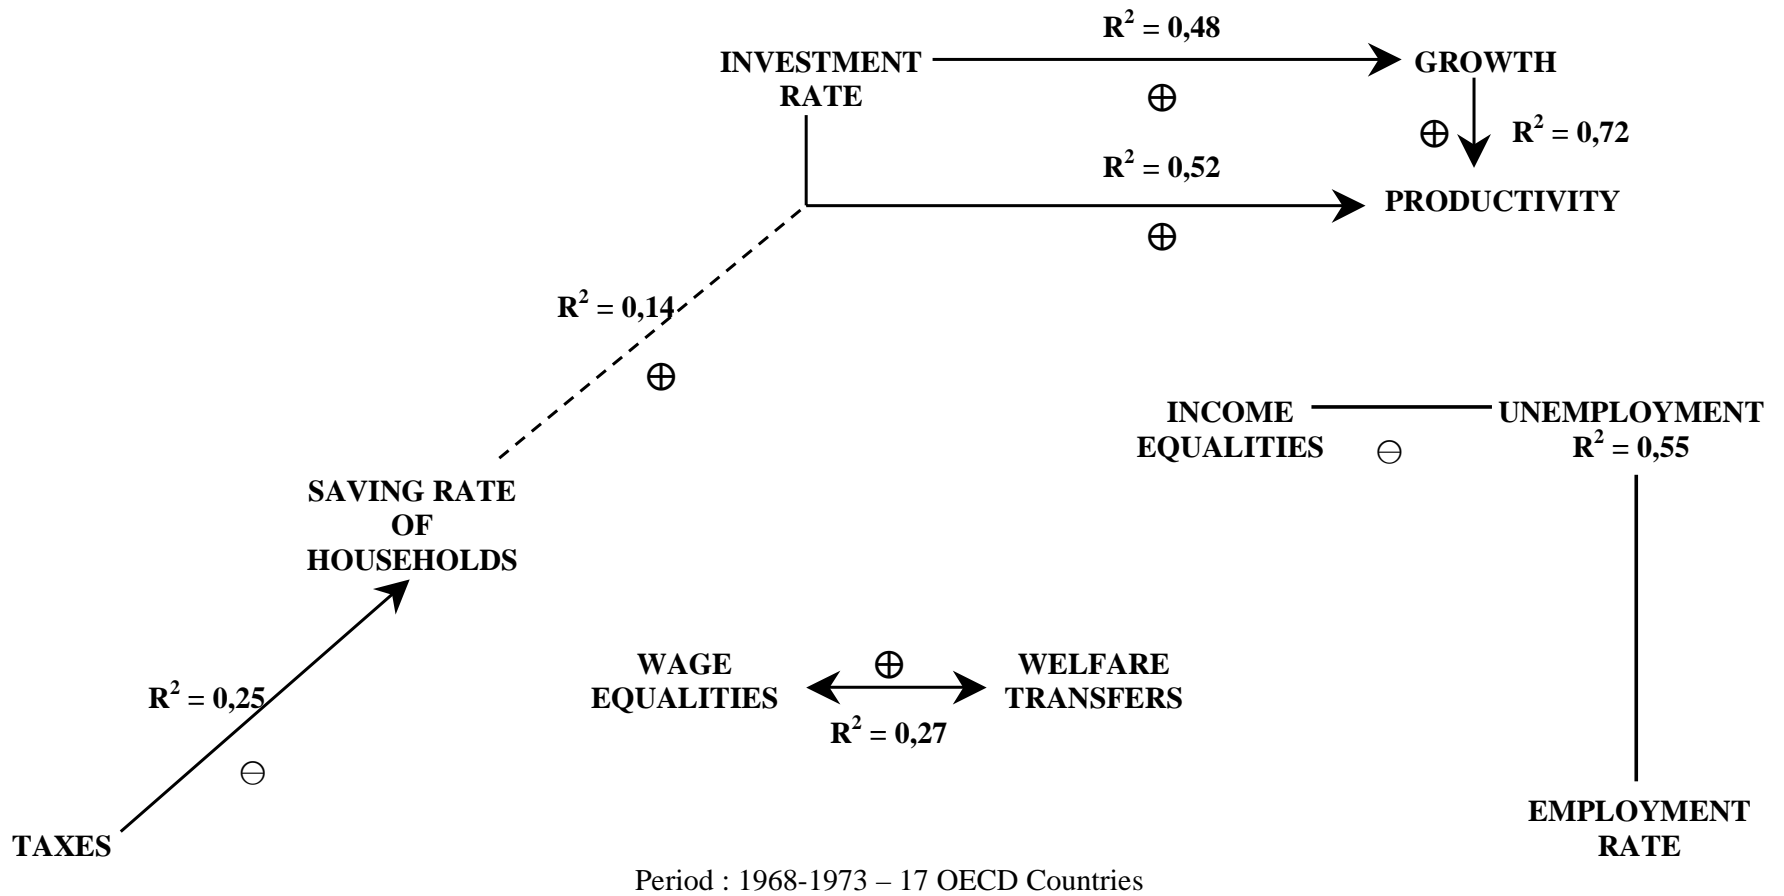 R² = 0,48
INVESTMENT
RATE
GROWTH
⊕
⊕
R² = 0,72
R² = 0,52
PRODUCTIVITY
⊕
R² = 0,14
⊕
INCOME
EQUALITIES
⊖
UNEMPLOYMENT
R² = 0,55
SAVING RATE
OF
HOUSEHOLDS
WAGE
EQUALITIES
⊕
WELFARE
TRANSFERS
R² = 0,27
R² = 0,25
⊖
TAXES
EMPLOYMENT
RATE
Period : 1968-1973 – 17 OECD Countries